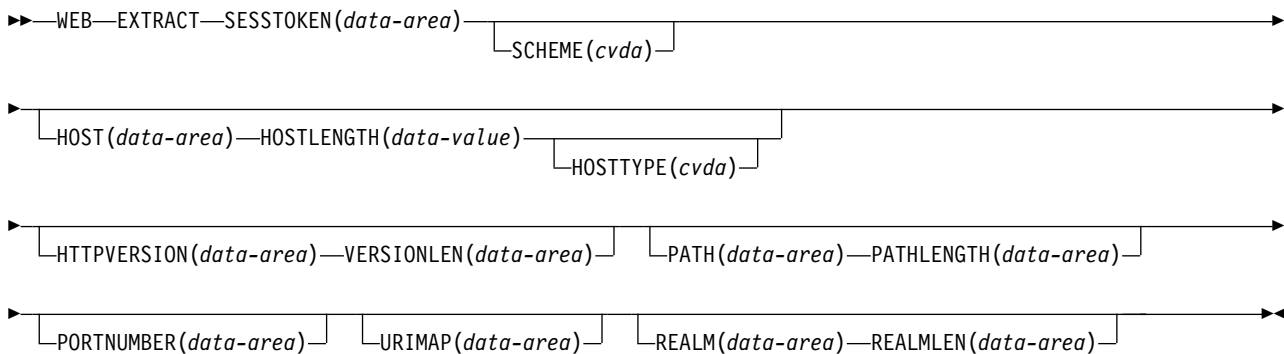 WEB EXTRACT SESSTOKEN(data-area)
SCHEME(cvda)
HOST(data-area) HOSTLENGTH(data-value)
HOSTTYPE(cvda)
HTTPVERSION(data-area) VERSIONLEN(data-area) PATH(data-area) PATHLENGTH(data-area)
PORTNUMBER(data-area) URIMAP(data-area) REALM(data-area) REALMLEN(data-area)